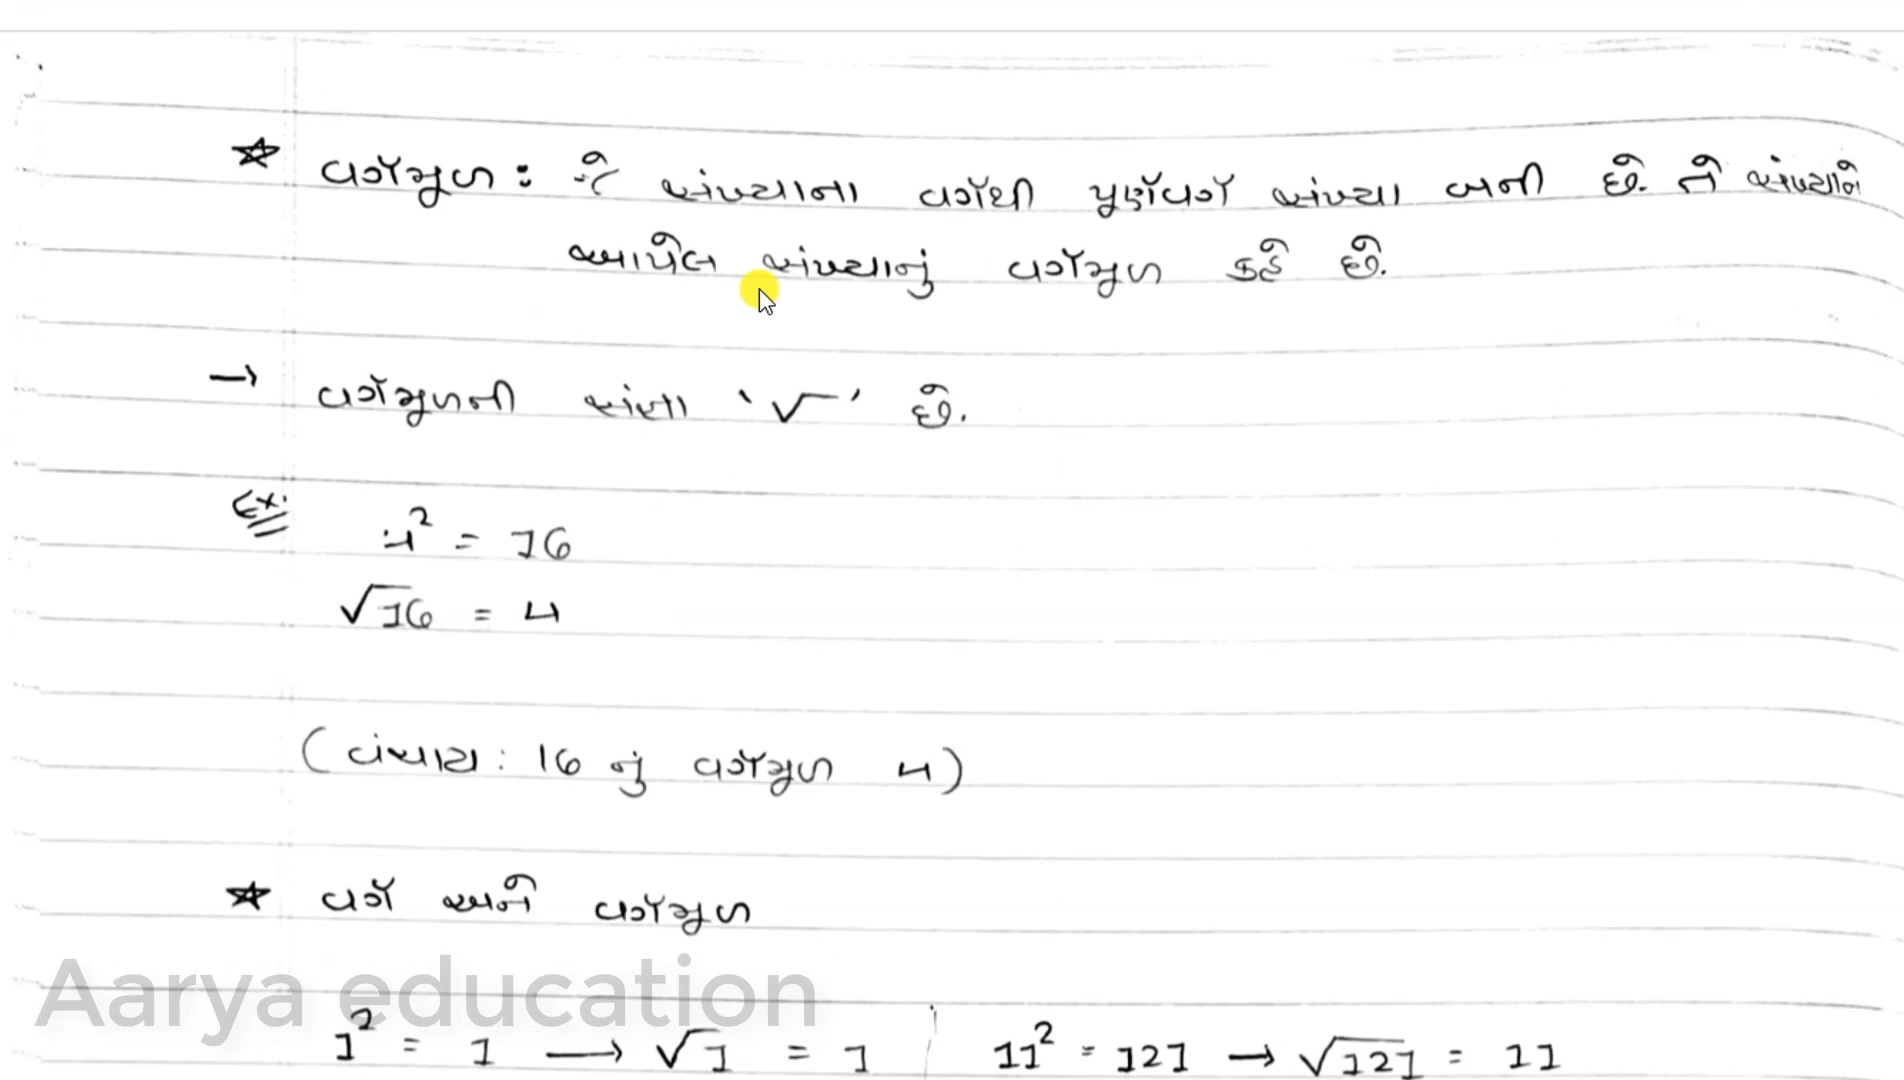 ☆ વર્ગમુળ : જે સંખ્યાના વર્ગથી પૂર્ણવર્ગ સંખ્યા બની છે. તે સંખ્યાને
આપેલ સંખ્યાનું વર્ગમુળ કહે છે.
→ વર્ગમુળની સંજ્ઞા '√' છે.
Ex: 4² = 16
√16 = 4
(વંચાય : 16 નું વર્ગમુળ 4)
☆ વર્ગ અને વર્ગમુળ
Aarya education
1² = 1 → √1 = 1 11² = 121 → √121 = 11